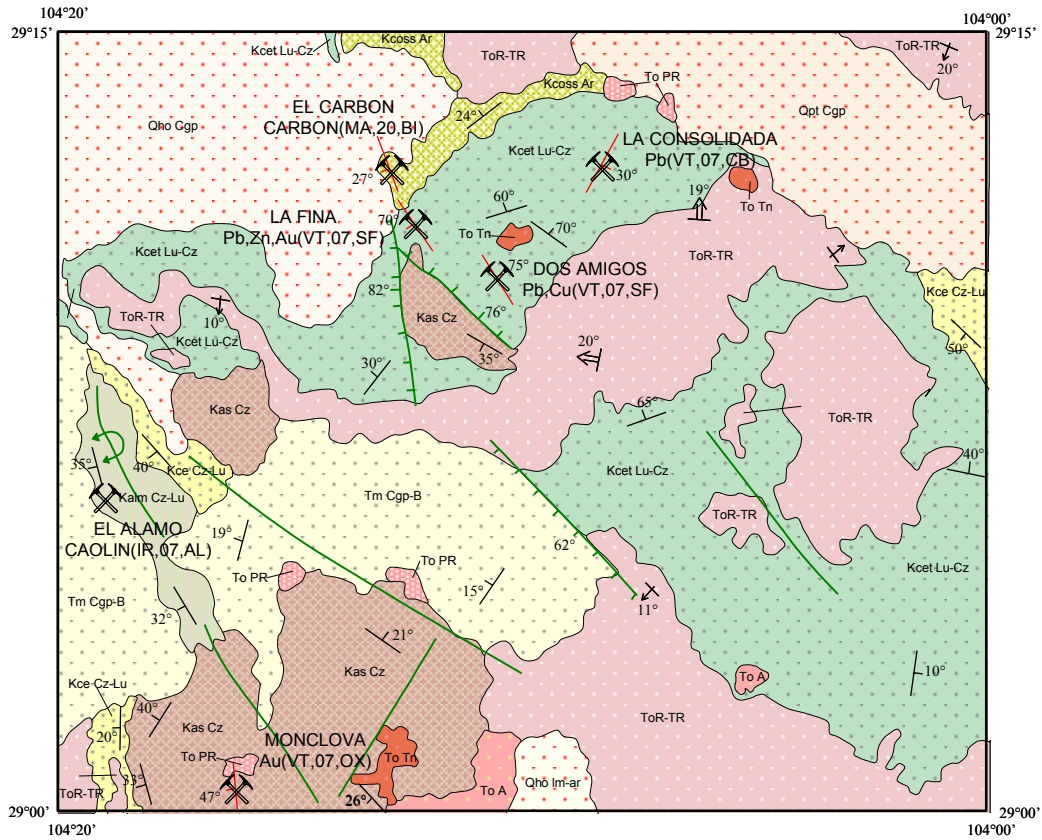 104°20’
104°00’
29°15’
29°15’
Kcet Lu-Cz
Kcoss Ar
ToR-TR
ToR-TR
20°
To PR
Kcoss Ar
EL CARBON
CARBON(MA,20,BI)
24°
Qho Cgp
Qpt Cgp
Kcet Lu-Cz
LA CONSOLIDADA
Pb(VT,07,CB)
27°
30°
19°
60°
To Tn
LA FINA
Pb,Zn,Au(VT,07,SF)
70°
To Tn
70°
Kcet Lu-Cz
ToR-TR
75°
DOS AMIGOS
Pb,Cu(VT,07,SF)
82°
Kce Cz-Lu
ToR-TR
10°
Kas Cz
76°
Kcet Lu-Cz
20°
35°
50°
30°
Kas Cz
65°
ToR-TR
35°
40°
Kce Cz-Lu
Kcet Lu-Cz
40°
Kaim Cz-Lu
Tm Cgp-B
ToR-TR
EL ALAMO
CAOLIN(IR,07,AL)
19°
62°
To PR
To PR
Kcet Lu-Cz
15°
Tm Cgp-B
11°
32°
21°
Kas Cz
10°
Kce Cz-Lu
To A
40°
Kas Cz
ToR-TR
20°
MONCLOVA
Au(VT,07,OX)
To PR
To Tn
33°
ToR-TR
47°
26°
To A
Qho lm-ar
29°00’
29°00’
104°20’
104°00’